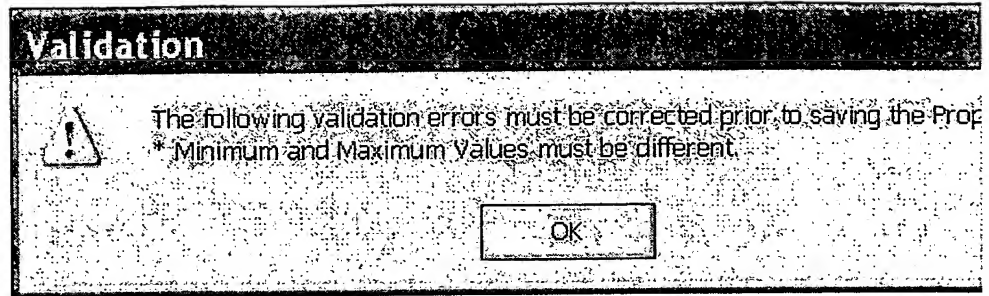 Validation
The following validation errors must be corrected prior to saving the Prop
* Minimum and Maximum Values must be different.
OK